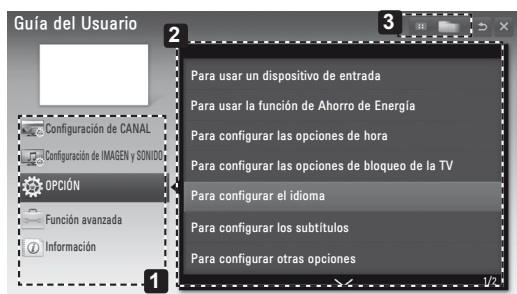 Guía del Usuario
2
3
Para usar un dispositivo de entrada
Para usar la función de Ahorro de Energía
Para configurar las opciones de hora
Para configurar las opciones de bloqueo de la TV
Para configurar el idioma
Para configurar los subtítulos
Para configurar otras opciones
1/2
Configuración de CANAL
Configuración de IMAGEN y SONIDO
OPCIÓN
Función avanzada
Información
1